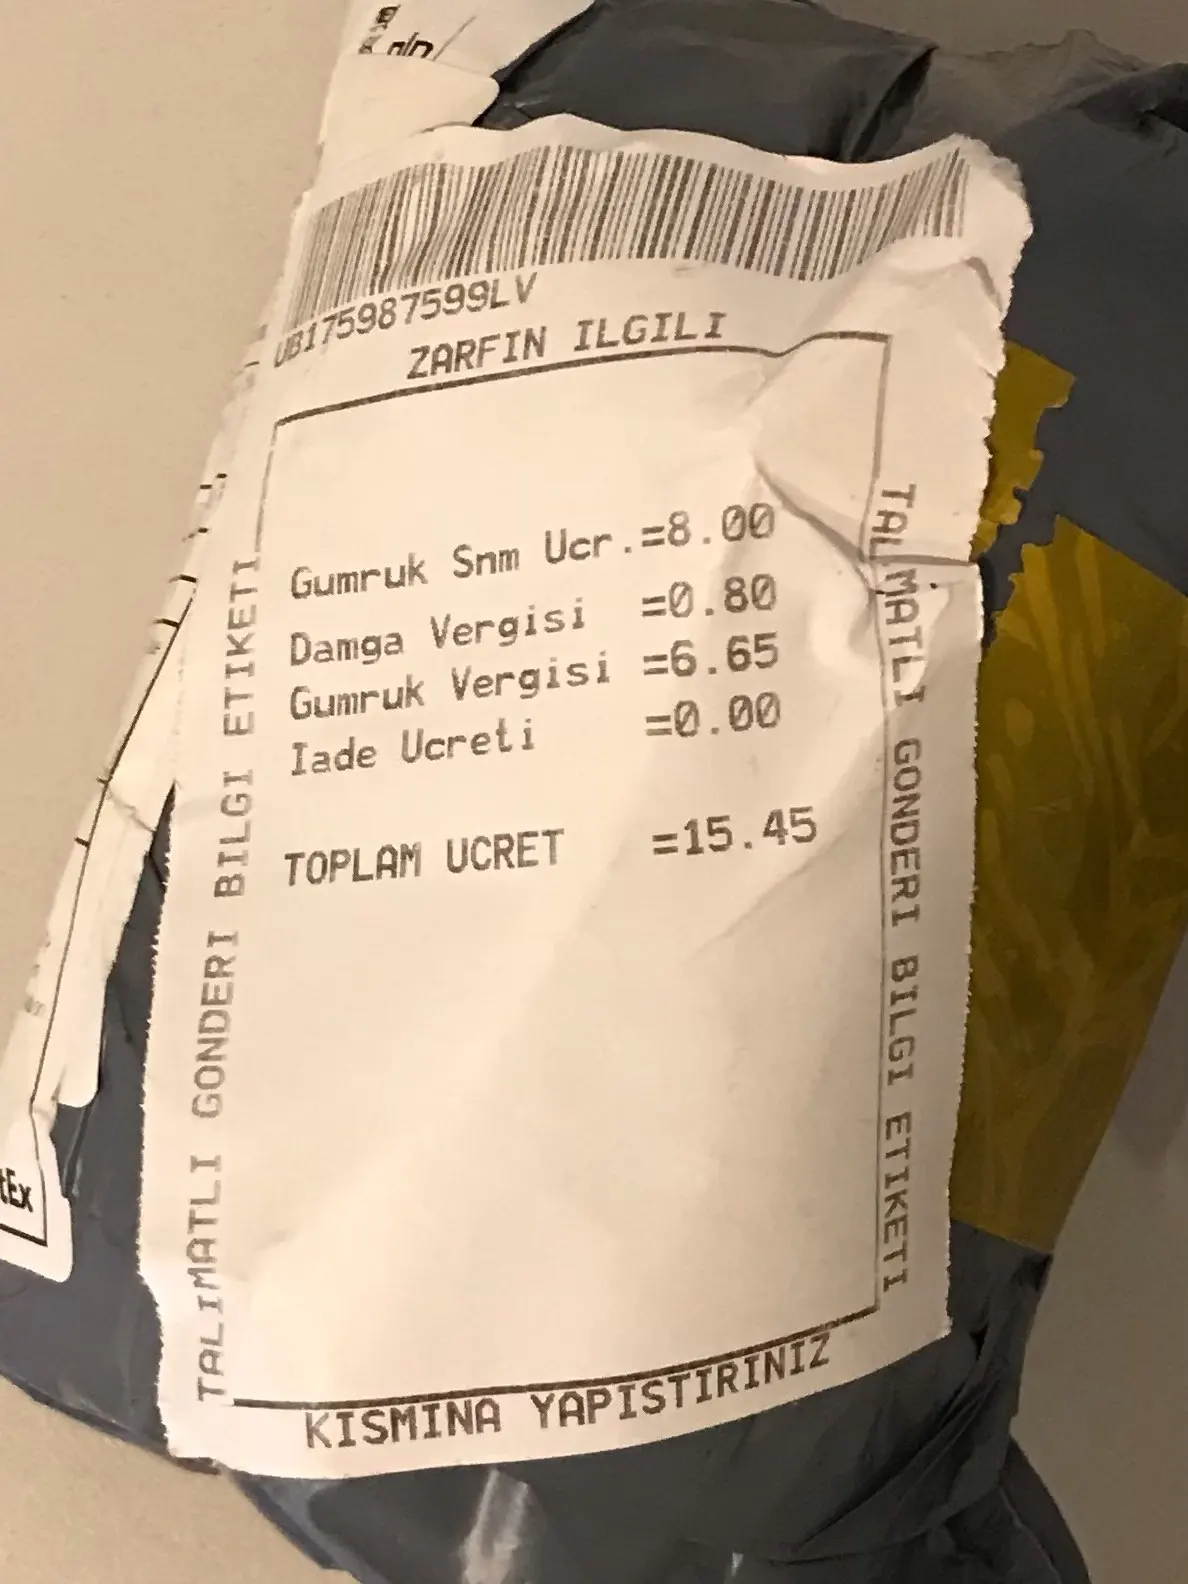 UB175987599LV
ZARFIN ILGILI
TALIMATLI GONDERI BILGI ETIKETI
Gumruk Snm Ucr.=8.00
Damga Vergisi =0.80
Gumruk Vergisi =6.65
Iade Ucreti =0.00
TOPLAM UCRET =15.45
TALIMATLI GONDERI BILGI ETIKETI
KISMINA YAPISTIRINIZ
tEx